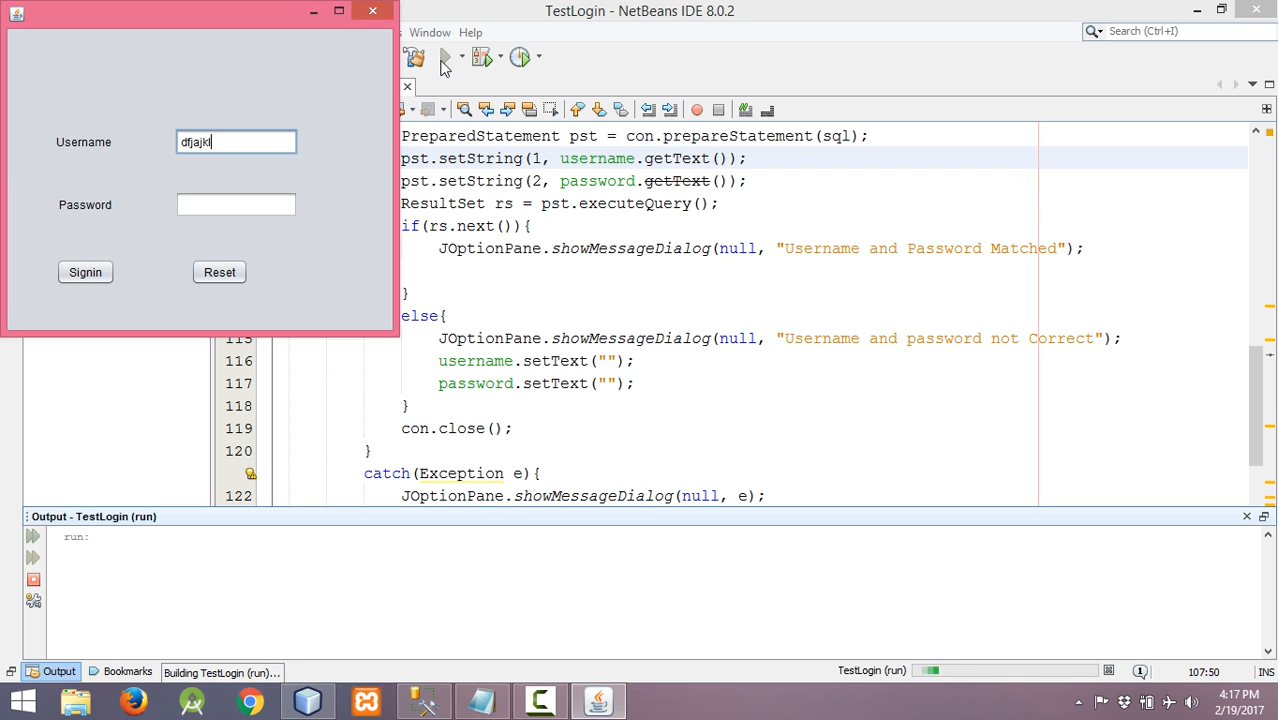 TestLogin - NetBeans IDE 8.0.2
Window Help
Search (Ctrl+I)
Username
dfjajkl
Password
Signin
Reset
PreparedStatement pst = con.prepareStatement(sql);
pst.setString(1, username.getText());
pst.setString(2, password.getText());
ResultSet rs = pst.executeQuery();
if(rs.next()){
JOptionPane.showMessageDialog(null, "Username and Password Matched");
}
else{
115 JOptionPane.showMessageDialog(null, "Username and password not Correct");
116 username.setText("");
117 password.setText("");
118 }
119 con.close();
120 }
catch(Exception e){
122 JOptionPane.showMessageDialog(null, e);
Output - TestLogin (run)
run:
Output
Bookmarks
Building TestLogin (run)...
TestLogin (run)
1
107:50
INS
4:17 PM
2/19/2017